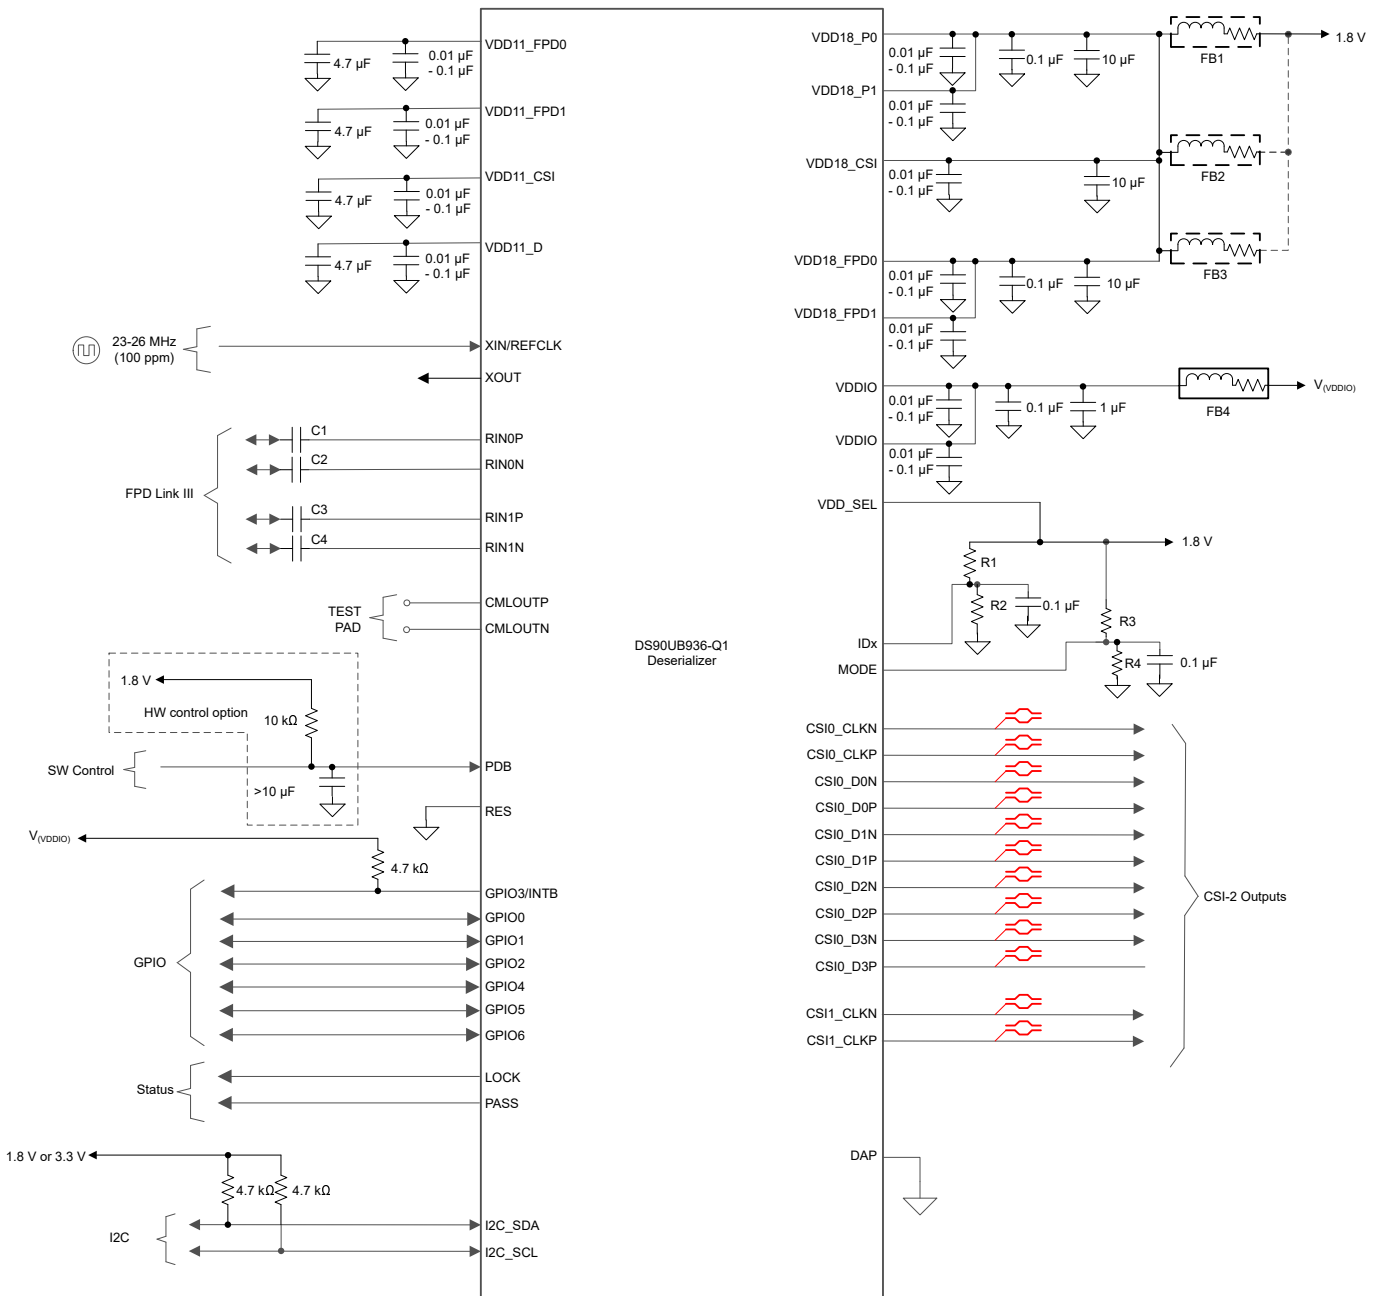 VDD11_FPD0
4.7 µF
0.01 µF
- 0.1 µF
VDD11_FPD1
4.7 µF
0.01 µF
- 0.1 µF
VDD11_CSI
4.7 µF
0.01 µF
- 0.1 µF
VDD11_D
4.7 µF
0.01 µF
- 0.1 µF
23-26 MHz
(100 ppm)
XIN/REFCLK
XOUT
FPD Link III
C1
RIN0P
C2
RIN0N
C3
RIN1P
C4
RIN1N
TEST
PAD
CMLOUTP
CMLOUTN
1.8 V
HW control option
10 kΩ
SW Control
PDB
>10 µF
RES
V(VDDIO)
4.7 kΩ
GPIO
GPIO3/INTB
GPIO0
GPIO1
GPIO2
GPIO4
GPIO5
GPIO6
Status
LOCK
PASS
1.8 V or 3.3 V
4.7 kΩ
4.7 kΩ
I2C
I2C_SDA
I2C_SCL
DS90UB936-Q1
Deserializer
VDD18_P0
0.01 µF
- 0.1 µF
0.1 µF
10 µF
FB1
1.8 V
VDD18_P1
0.01 µF
- 0.1 µF
FB2
VDD18_CSI
0.01 µF
- 0.1 µF
10 µF
FB3
VDD18_FPD0
0.01 µF
- 0.1 µF
0.1 µF
10 µF
VDD18_FPD1
0.01 µF
- 0.1 µF
VDDIO
0.01 µF
- 0.1 µF
0.1 µF
1 µF
FB4
V(VDDIO)
VDDIO
0.01 µF
- 0.1 µF
VDD_SEL
1.8 V
R1
R2
0.1 µF
R3
IDx
MODE
R4
0.1 µF
CSI0_CLKN
CSI0_CLKP
CSI0_D0N
CSI0_D0P
CSI0_D1N
CSI0_D1P
CSI0_D2N
CSI0_D2P
CSI0_D3N
CSI0_D3P
CSI1_CLKN
CSI1_CLKP
CSI-2 Outputs
DAP